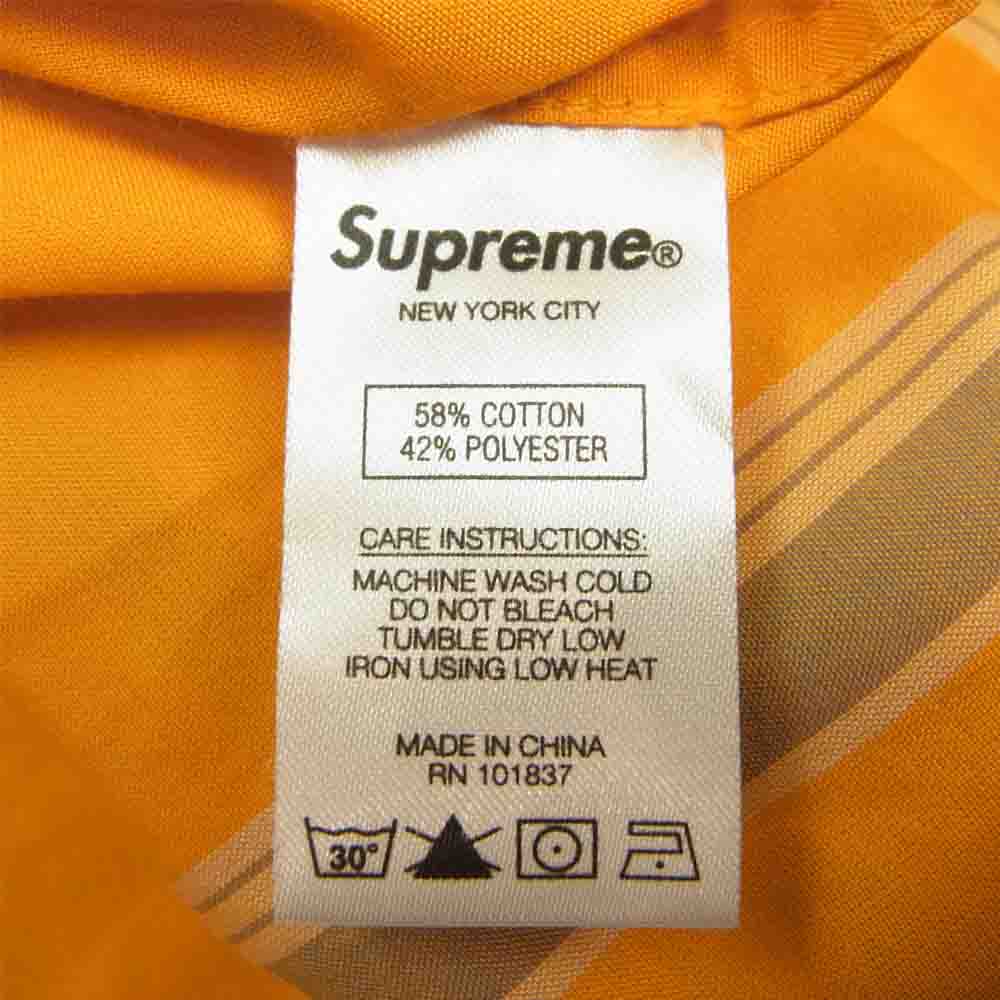 Supreme®
NEW YORK CITY
58% COTTON
42% POLYESTER
CARE INSTRUCTIONS:
MACHINE WASH COLD
DO NOT BLEACH
TUMBLE DRY LOW
IRON USING LOW HEAT
MADE IN CHINA
RN 101837
30°